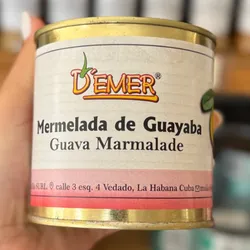 D'EMER®
Mermelada de Guayaba
Guava Marmalade
calle 3 esq. 4 Vedado, La Habana Cuba